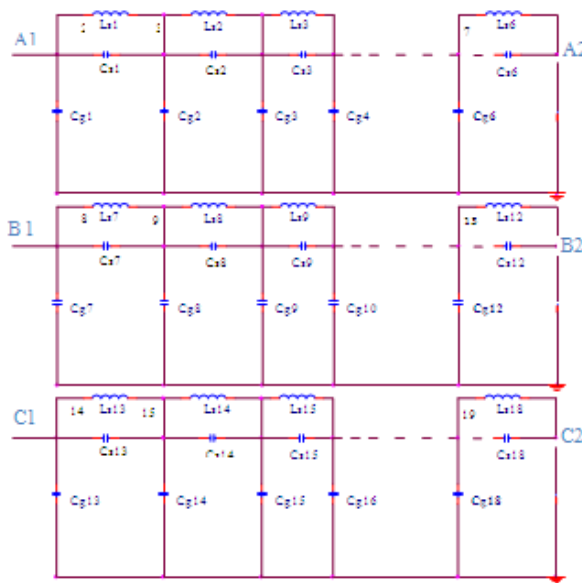 Ls1 Ls2 Ls3 Ls6
2 3 7
A1 A2
Cs1 Cs2 Cs3 Cs6
Cg1 Cg2 Cg3 Cg4 Cg6
Ls7 Ls8 Ls9 Ls12
8 9 15
B1 B2
Cs7 Cs8 Cs9 Cs12
Cg7 Cg8 Cg9 Cg10 Cg12
Ls13 Ls14 Ls15 Ls18
14 15 19
C1 C2
Cs13 Cs14 Cs15 Cs18
Cg13 Cg14 Cg15 Cg16 Cg18